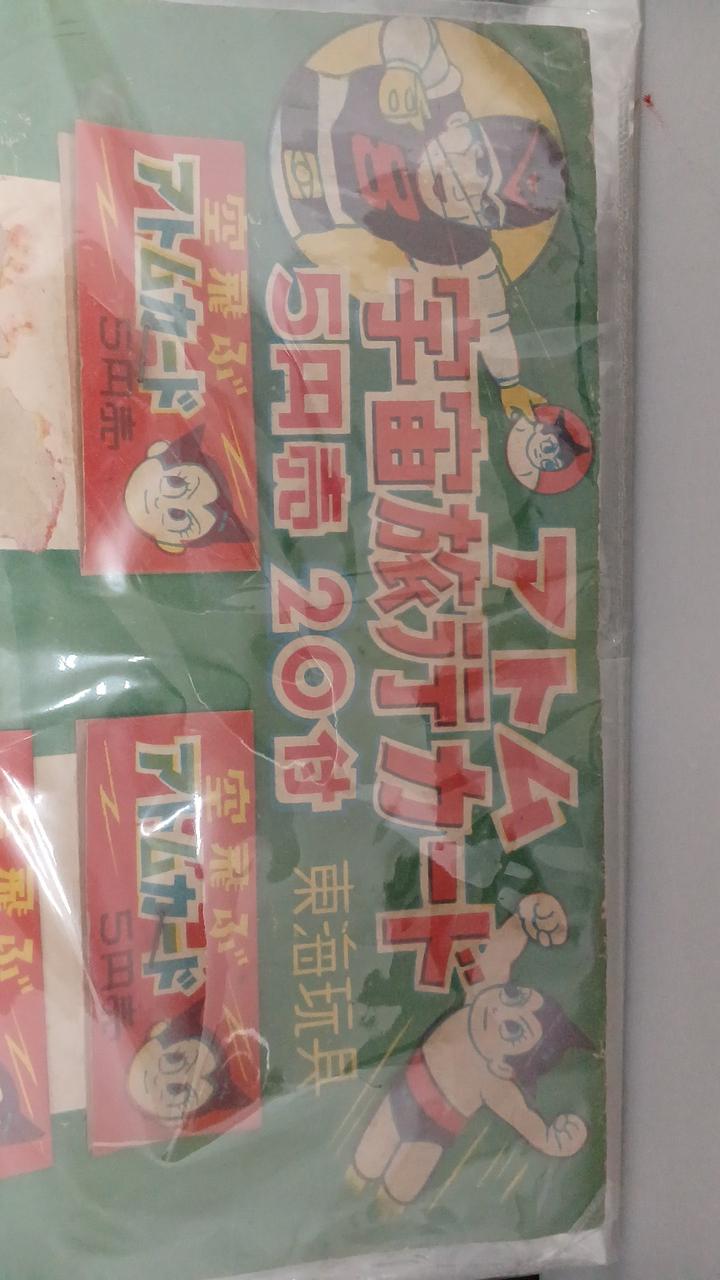 アトム
宇宙旅行カード
5円売 20付
東海玩具
8
空飛ぶ
アトムカード
5円売
空飛ぶ
アトムカード
5円売
飛ぶ